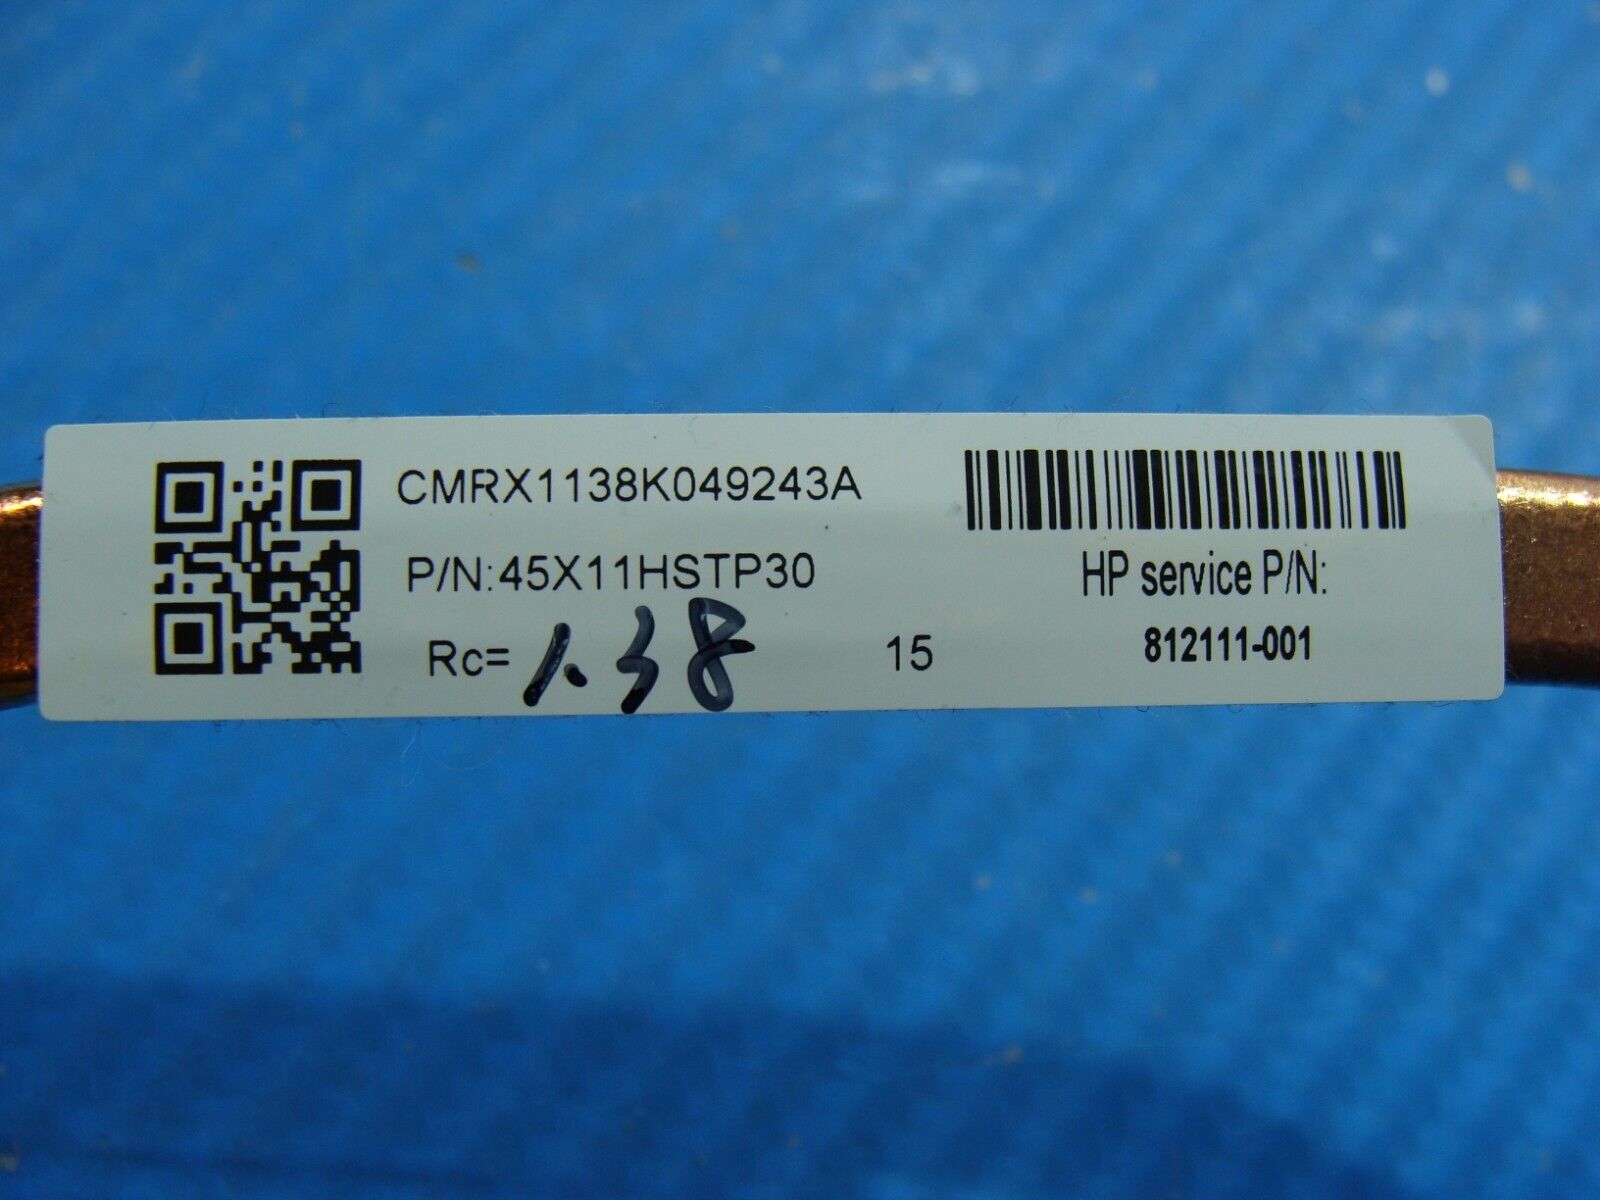 CMRX1138K049243A
P/N:45X11HSTP30
Rc= 1.38
15
HP service P/N:
812111-001